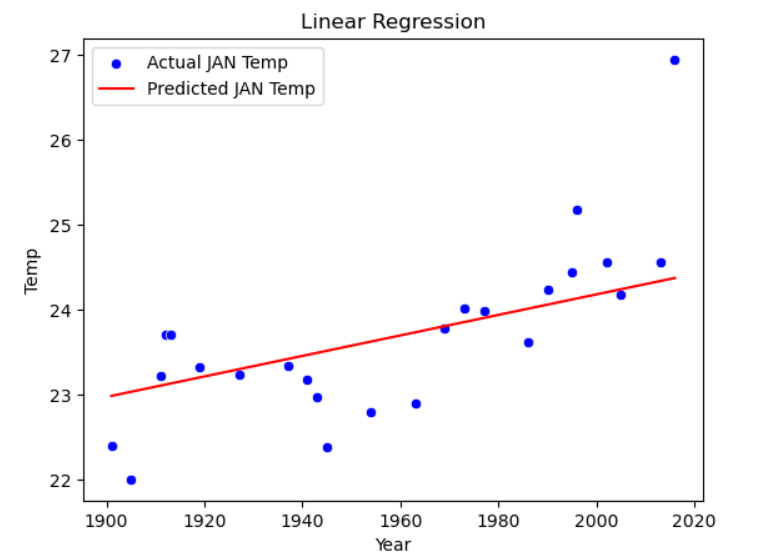 Linear Regression
Actual JAN Temp
Predicted JAN Temp
27
26
25
24
23
22
Temp
1900 1920 1940 1960 1980 2000 2020
Year